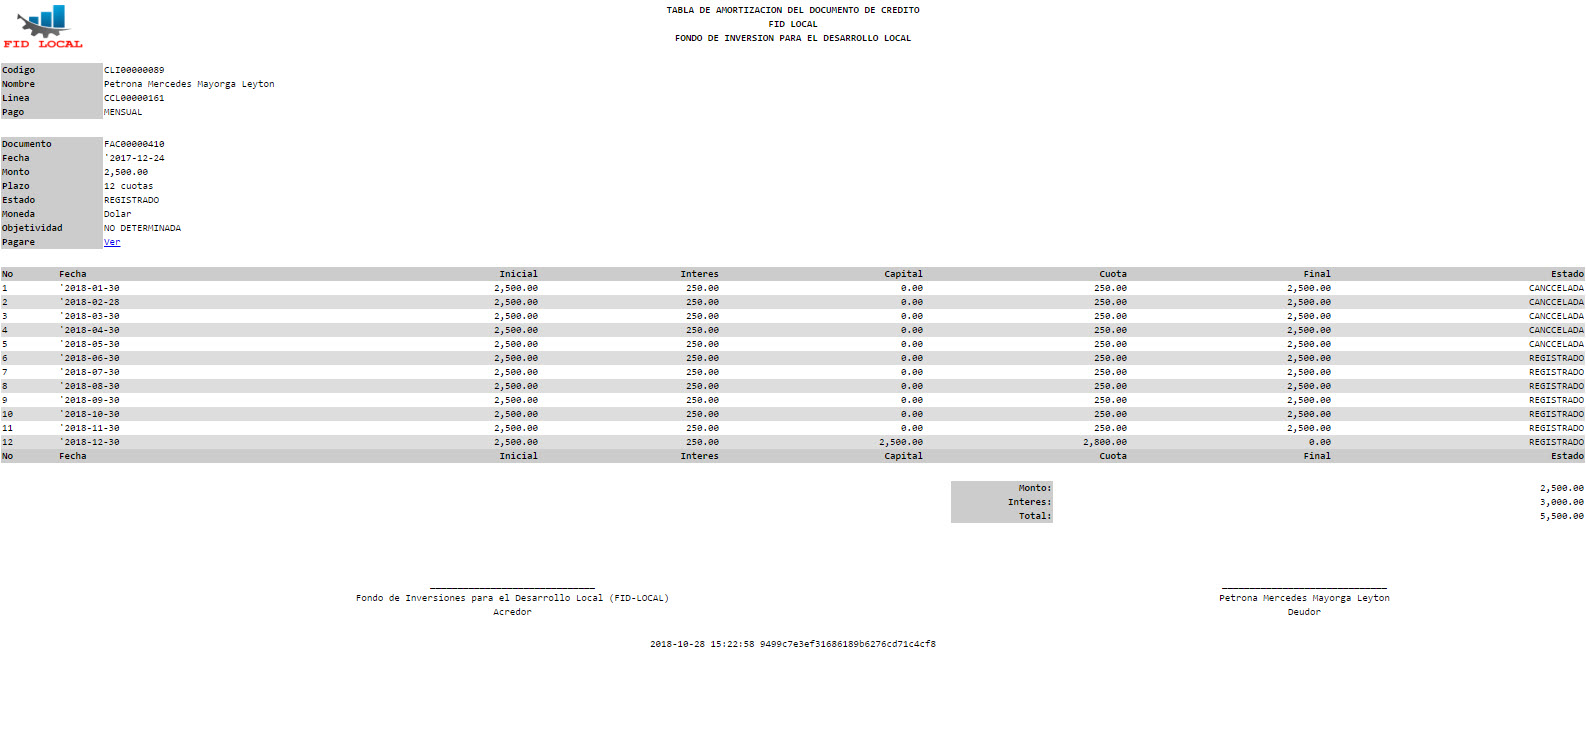 FID LOCAL
TABLA DE AMORTIZACION DEL DOCUMENTO DE CREDITO
FID LOCAL
FONDO DE INVERSION PARA EL DESARROLLO LOCAL
Codigo CLI00000089
Nombre Petrona Mercedes Mayorga Leyton
Linea CCL00000161
Pago MENSUAL
Documento FAC00000410
Fecha '2017-12-24
Monto 2,500.00
Plazo 12 cuotas
Estado REGISTRADO
Moneda Dolar
Objetividad NO DETERMINADA
Pagare Ver
No Fecha Inicial Interes Capital Cuota Final Estado
1 '2018-01-30 2,500.00 250.00 0.00 250.00 2,500.00 CANCCELADA
2 '2018-02-28 2,500.00 250.00 0.00 250.00 2,500.00 CANCCELADA
3 '2018-03-30 2,500.00 250.00 0.00 250.00 2,500.00 CANCCELADA
4 '2018-04-30 2,500.00 250.00 0.00 250.00 2,500.00 CANCCELADA
5 '2018-05-30 2,500.00 250.00 0.00 250.00 2,500.00 CANCCELADA
6 '2018-06-30 2,500.00 250.00 0.00 250.00 2,500.00 REGISTRADO
7 '2018-07-30 2,500.00 250.00 0.00 250.00 2,500.00 REGISTRADO
8 '2018-08-30 2,500.00 250.00 0.00 250.00 2,500.00 REGISTRADO
9 '2018-09-30 2,500.00 250.00 0.00 250.00 2,500.00 REGISTRADO
10 '2018-10-30 2,500.00 250.00 0.00 250.00 2,500.00 REGISTRADO
11 '2018-11-30 2,500.00 250.00 0.00 250.00 2,500.00 REGISTRADO
12 '2018-12-30 2,500.00 250.00 2,500.00 2,800.00 0.00 REGISTRADO
No Fecha Inicial Interes Capital Cuota Final Estado
Monto: 2,500.00
Interes: 3,000.00
Total: 5,500.00
Fondo de Inversiones para el Desarrollo Local (FID-LOCAL) Petrona Mercedes Mayorga Leyton
Acredor Deudor
2018-10-28 15:22:58 9499c7e3ef31686189b6276cd71c4cf8